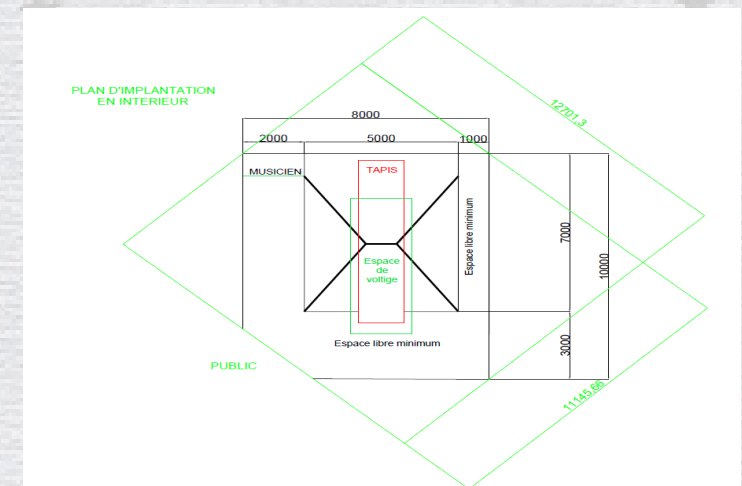 PLAN D'IMPLANTATION
EN INTERIEUR
12701,3
8000
2000
5000
1000
MUSICIEN
TAPIS
Espace libre minimum
7000
10000
Espace
de
voltige
Espace libre minimum
3000
PUBLIC
11145,66